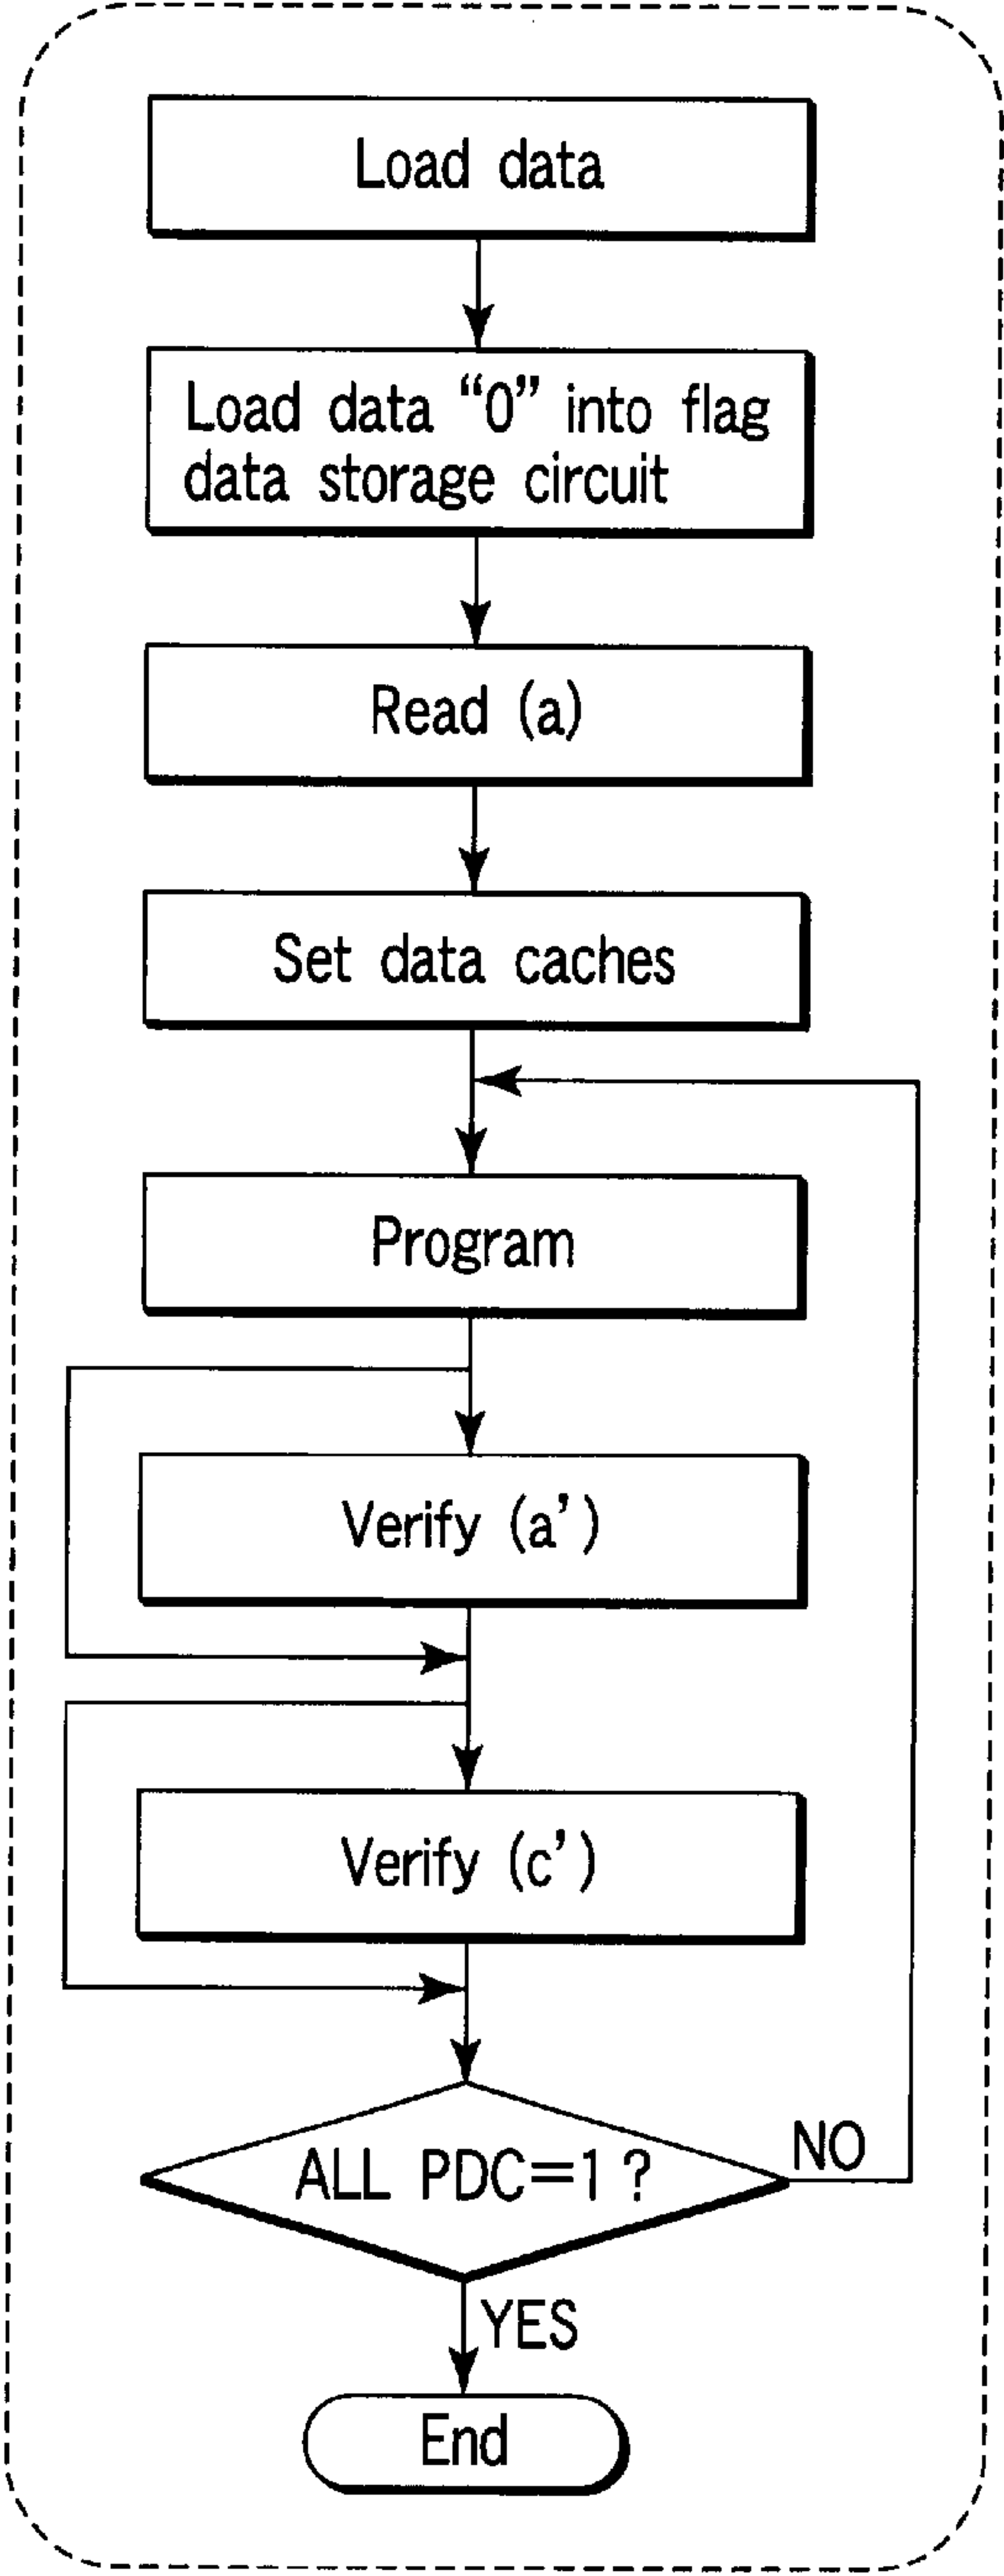 Load data
Load data “0” into flag
data storage circuit
Read (a)
Set data caches
Program
Verify (a’)
Verify (c’)
ALL PDC=1 ?
NO
YES
End